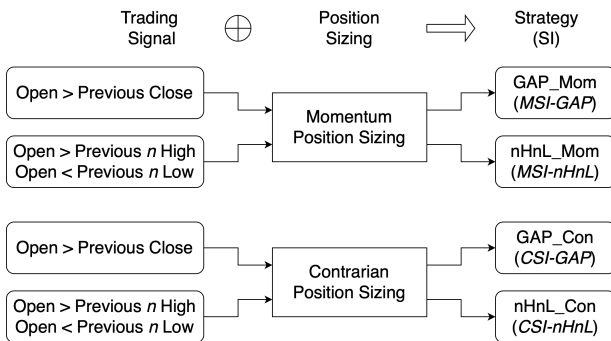 Trading
Signal
Position
Sizing
Strategy
(SI)
Open > Previous Close
Open > Previous n High
Open < Previous n Low
Momentum
Position Sizing
GAP_Mom
(MSI-GAP)
nHnL_Mom
(MSI-nHnL)
Open > Previous Close
Open > Previous n High
Open < Previous n Low
Contrarian
Position Sizing
GAP_Con
(CSI-GAP)
nHnL_Con
(CSI-nHnL)